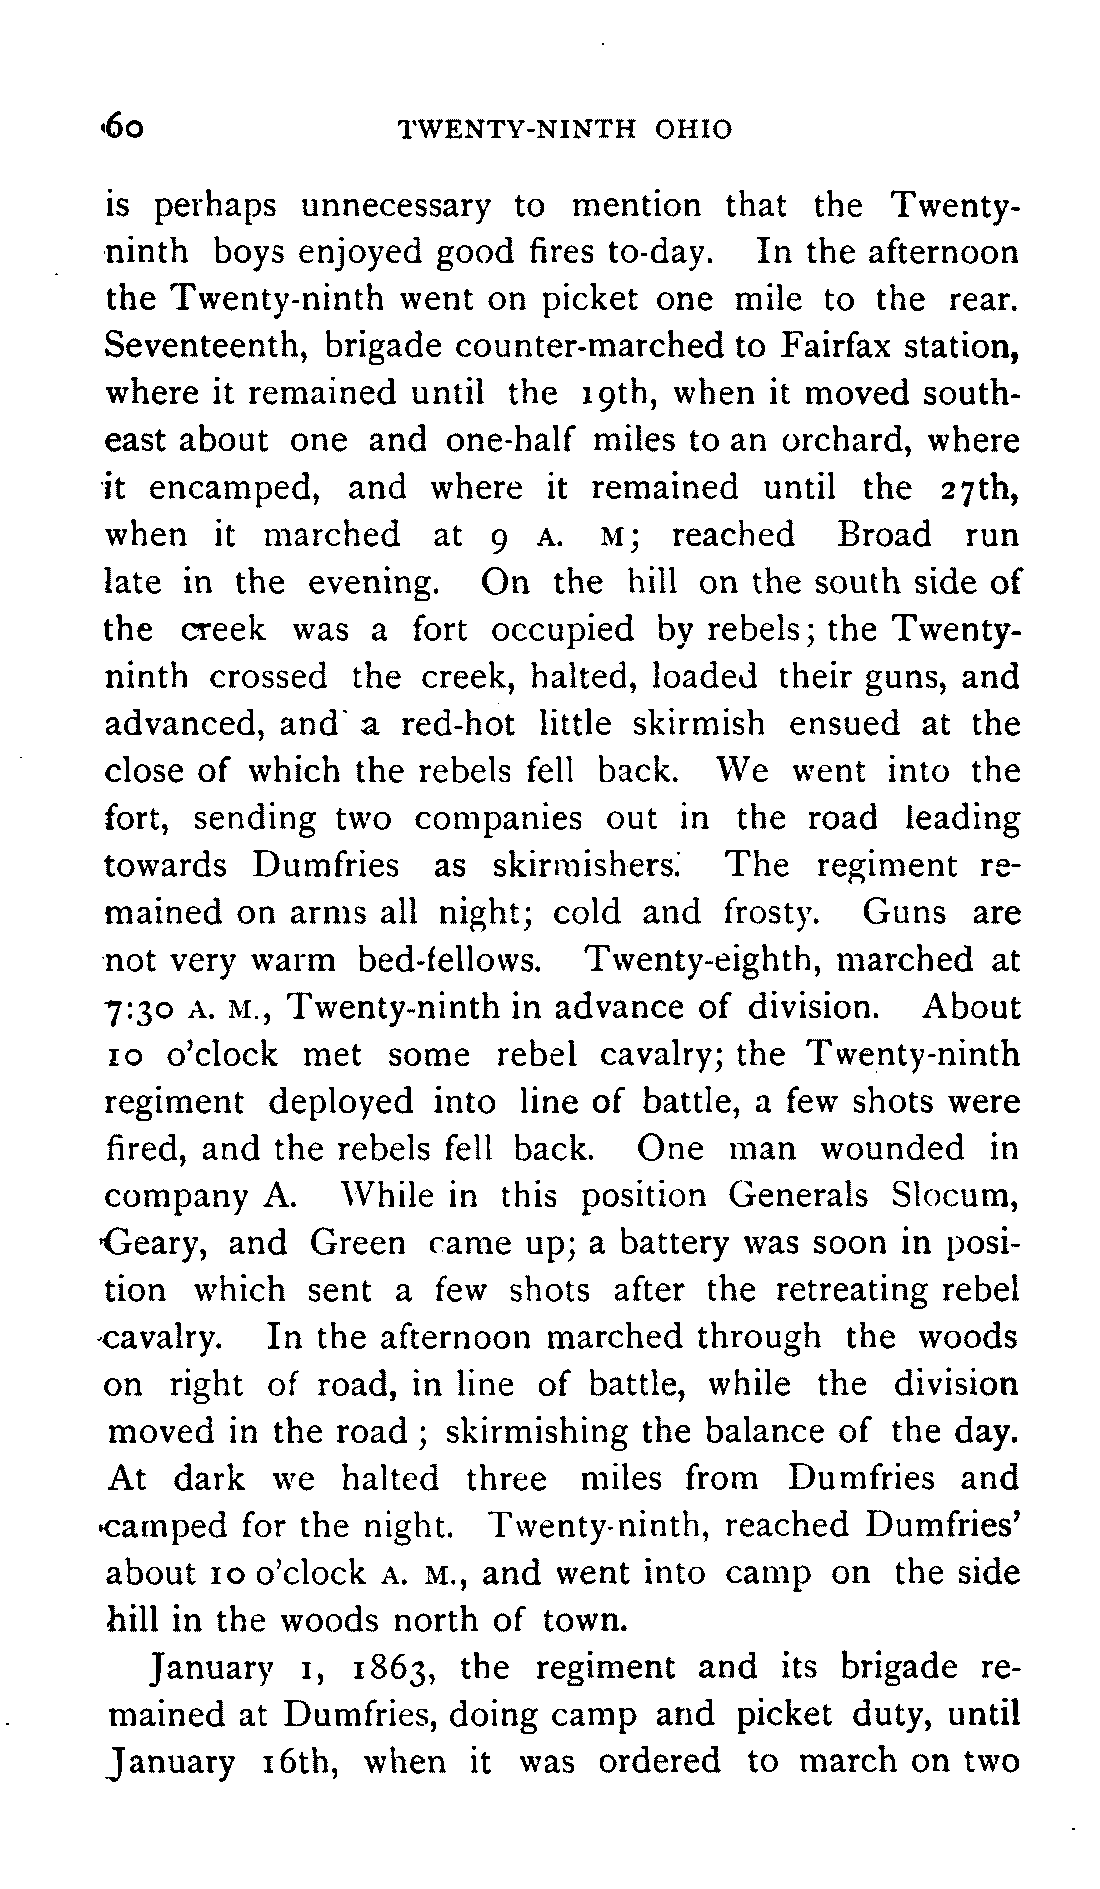 60 TWENTY-NINTH OHIO
is perhaps unnecessary to mention that the Twenty-
ninth boys enjoyed good fires to-day. In the afternoon
the Twenty-ninth went on picket one mile to the rear.
Seventeenth, brigade counter-marched to Fairfax station,
where it remained until the 19th, when it moved south-
east about one and one-half miles to an orchard, where
it encamped, and where it remained until the 27th,
when it marched at 9 A. M; reached Broad run
late in the evening. On the hill on the south side of
the creek was a fort occupied by rebels; the Twenty-
ninth crossed the creek, halted, loaded their guns, and
advanced, and a red-hot little skirmish ensued at the
close of which the rebels fell back. We went into the
fort, sending two companies out in the road leading
towards Dumfries as skirmishers. The regiment re-
mained on arms all night; cold and frosty. Guns are
not very warm bed-fellows. Twenty-eighth, marched at
7:30 A. M., Twenty-ninth in advance of division. About
10 o'clock met some rebel cavalry; the Twenty-ninth
regiment deployed into line of battle, a few shots were
fired, and the rebels fell back. One man wounded in
company A. While in this position Generals Slocum,
Geary, and Green came up; a battery was soon in posi-
tion which sent a few shots after the retreating rebel
cavalry. In the afternoon marched through the woods
on right of road, in line of battle, while the division
moved in the road ; skirmishing the balance of the day.
At dark we halted three miles from Dumfries and
camped for the night. Twenty-ninth, reached Dumfries'
about 10 o'clock A. M., and went into camp on the side
hill in the woods north of town.
January 1, 1863, the regiment and its brigade re-
mained at Dumfries, doing camp and picket duty, until
January 16th, when it was ordered to march on two